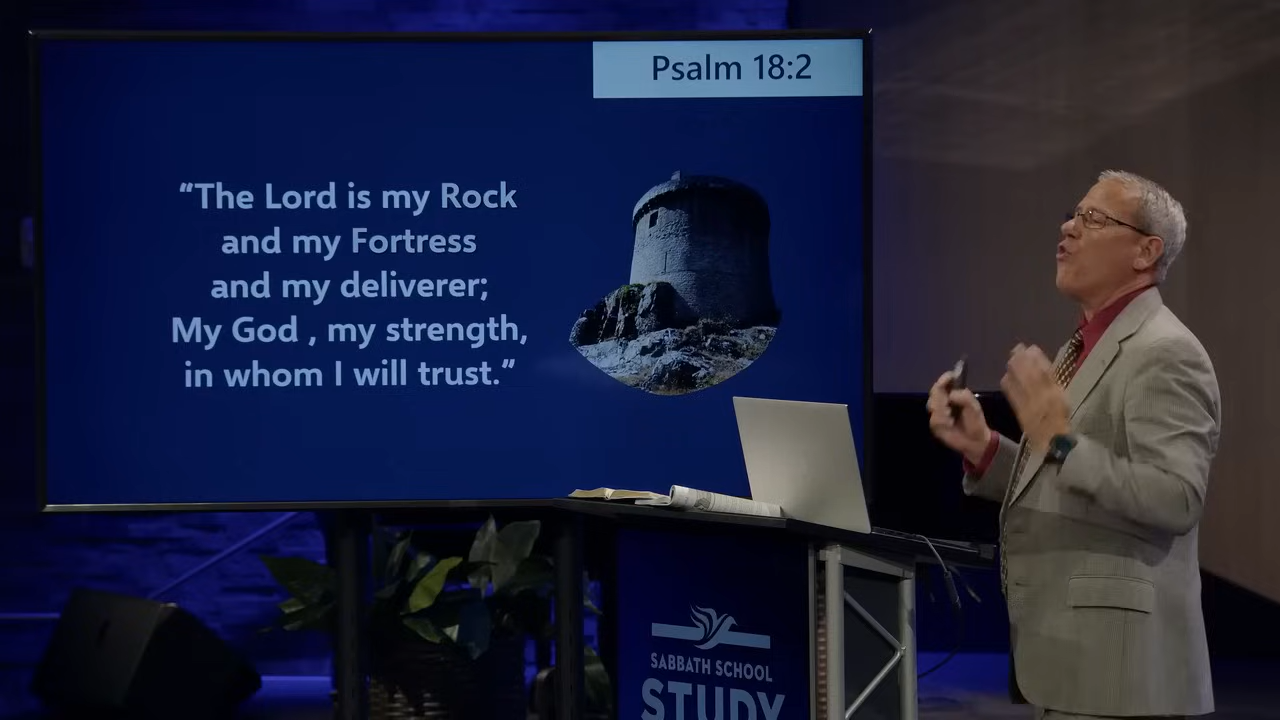 Psalm 18:2
“The Lord is my Rock
and my Fortress
and my deliverer;
My God , my strength,
in whom I will trust.”
SABBATH SCHOOL
STUDY